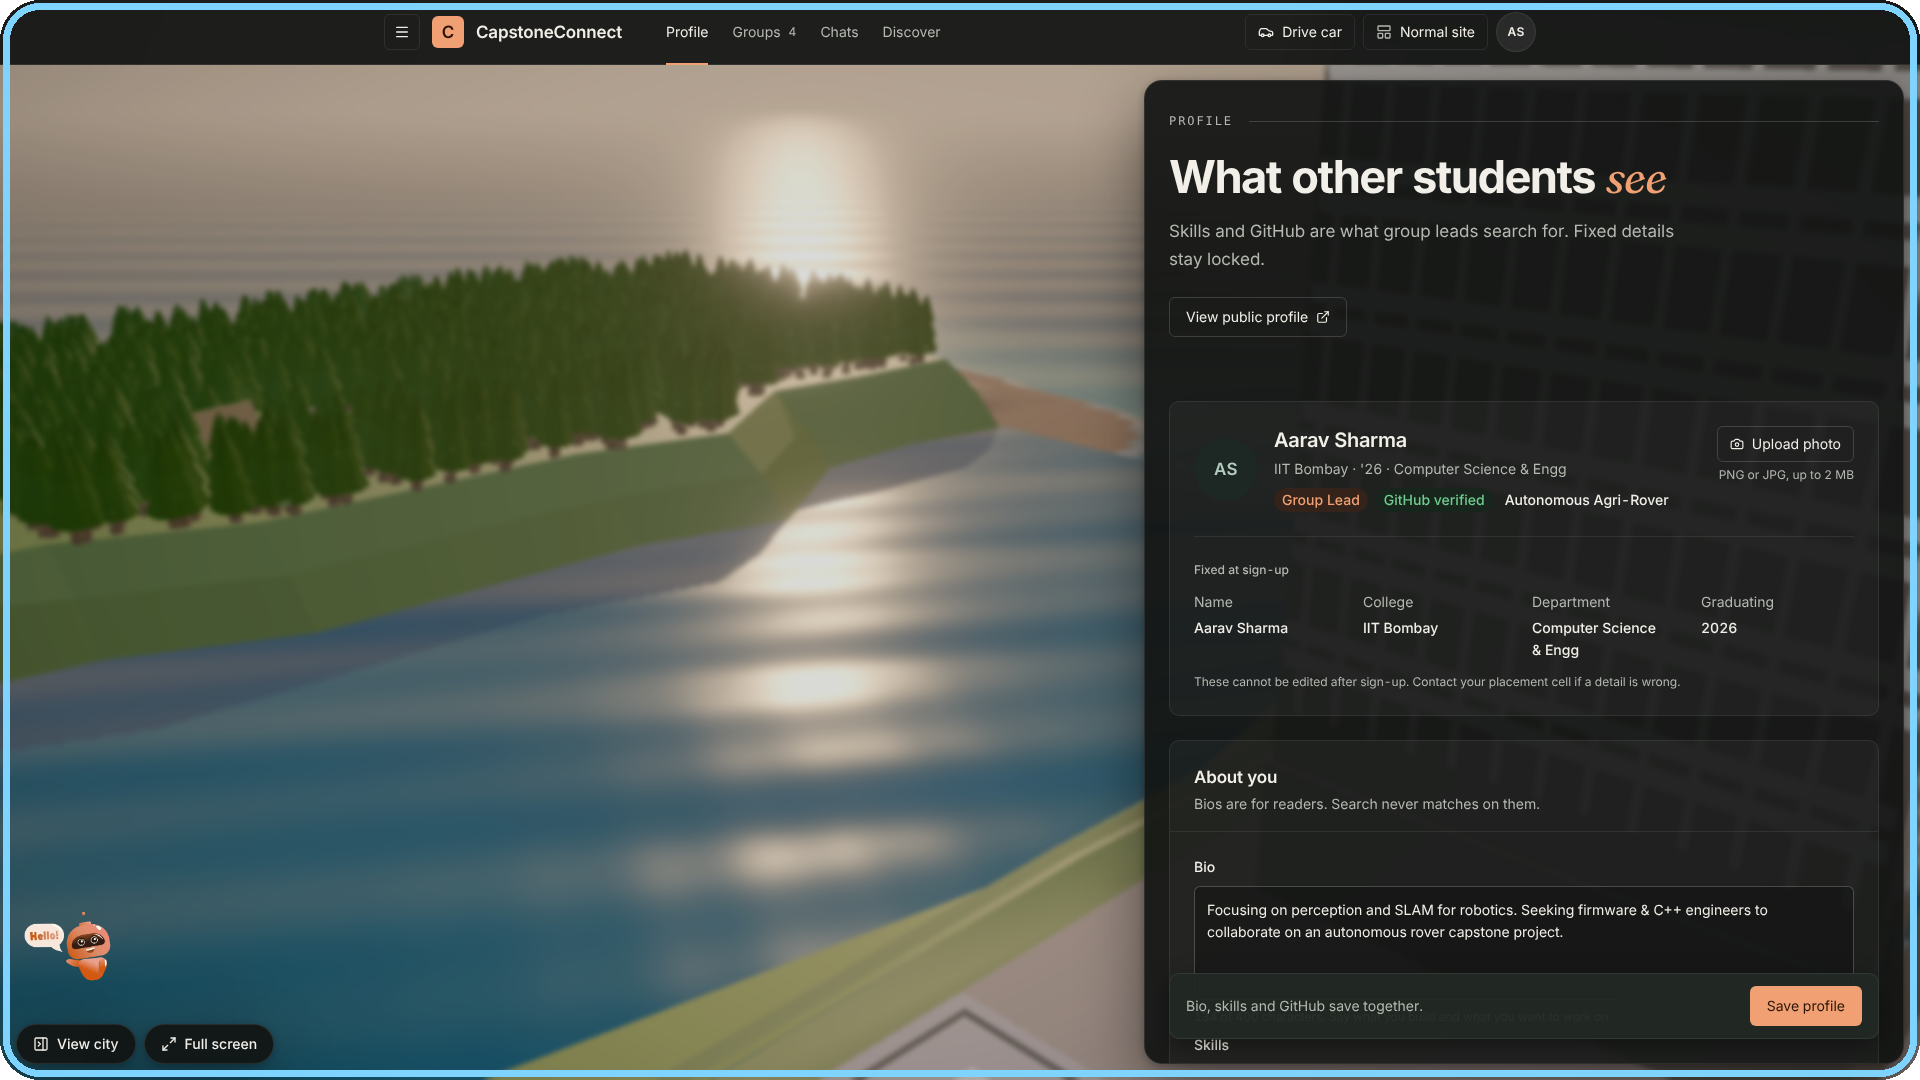 C CapstoneConnect Profile Groups 4 Chats Discover Drive car Normal site AS
PROFILE
What other students see
Skills and GitHub are what group leads search for. Fixed details
stay locked.
View public profile
AS
Aarav Sharma
IIT Bombay · '26 · Computer Science & Engg
Group Lead GitHub verified Autonomous Agri-Rover
Upload photo
PNG or JPG, up to 2 MB
Fixed at sign-up
Name College Department Graduating
Aarav Sharma IIT Bombay Computer Science 2026
& Engg
These cannot be edited after sign-up. Contact your placement cell if a detail is wrong.
About you
Bios are for readers. Search never matches on them.
Bio
Focusing on perception and SLAM for robotics. Seeking firmware & C++ engineers to
collaborate on an autonomous rover capstone project.
Bio, skills and GitHub save together.
Save profile
Skills
Hello!
View city Full screen